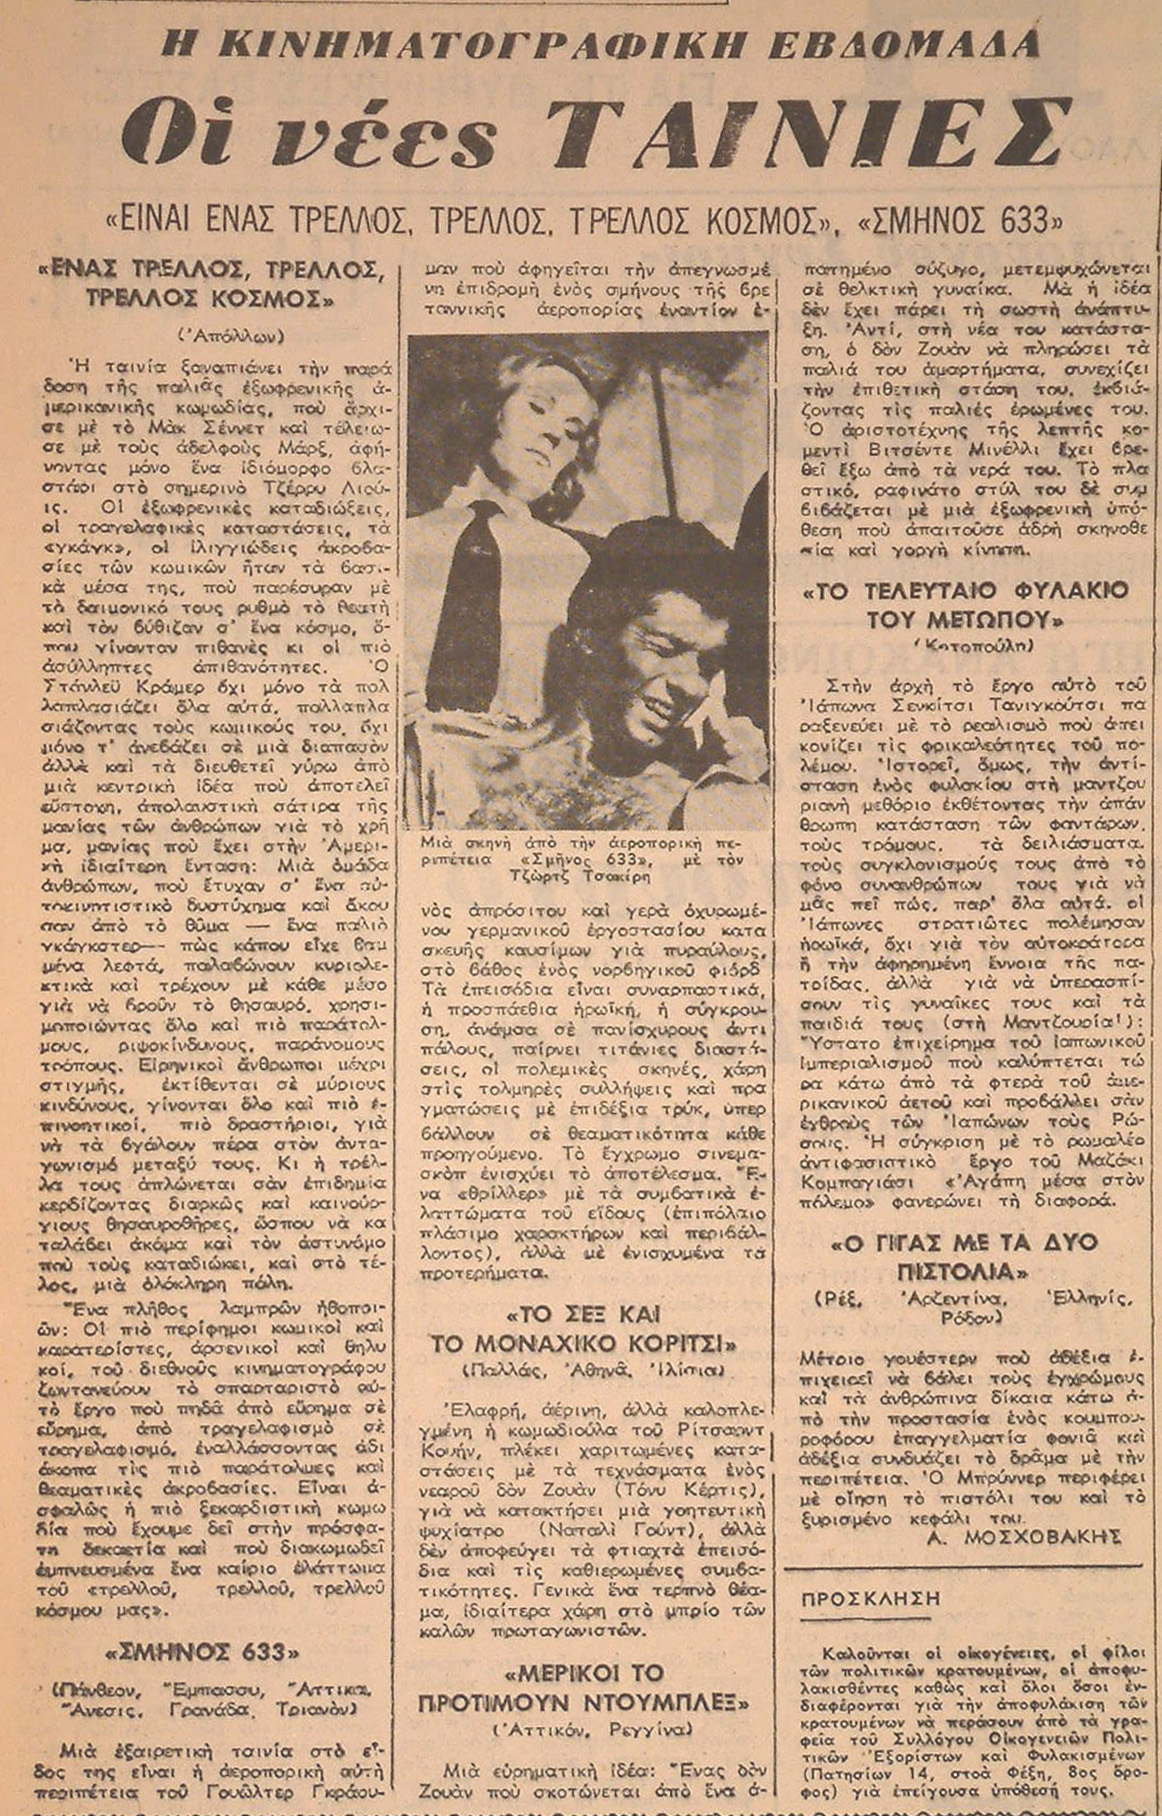 Η ΚΙΝΗΜΑΤΟΓΡΑΦΙΚΗ ΕΒΔΟΜΑΔΑ
Οἱ νέες ΤΑΙΝΙΕΣ
«ΕΙΝΑΙ ΕΝΑΣ ΤΡΕΛΛΟΣ, ΤΡΕΛΛΟΣ, ΤΡΕΛΛΟΣ ΚΟΣΜΟΣ», «ΣΜΗΝΟΣ 633»
«ΕΝΑΣ ΤΡΕΛΛΟΣ, ΤΡΕΛΛΟΣ,
ΤΡΕΛΛΟΣ ΚΟΣΜΟΣ»
(Ἀπόλλων)
Ἡ ταινία ξαναπιάνει τὴν παρά
δοση τῆς παλιᾶς ἐξωφρενικῆς ἀ-
μερικανικῆς κωμωδίας, ποὺ ἄρχι-
σε μὲ τὸ Μὰκ Σέννετ καὶ τέλειω-
σε μὲ τοὺς ἀδελφοὺς Μάρξ, ἀφή-
νοντας μόνο ἕνα ἰδιόμορφο βλα-
στάρι στὸ σημερινὸ Τζέρρυ Λιού-
ις. Οἱ ἐξωφρενικὲς καταδιώξεις,
οἱ τραγελαφικὲς καταστάσεις, τὰ
«γκάγκ», οἱ ἰλιγγιώδεις ἀκροβα-
σίες τῶν κωμικῶν ἦταν τὰ βασι-
κὰ μέσα της, ποὺ παρέσυραν μὲ
τὸ δαιμονικό τους ρυθμὸ τὸ θεατὴ
καὶ τὸν βύθιζαν σ' ἕνα κόσμο, ὅ-
που γίνονταν πιθανὲς κι οἱ πιὸ
ἀσύλληπτες ἀπιθανότητες. Ὁ
Στάνλεϋ Κράμερ ὄχι μόνο τὰ πολ
λαπλασιάζει ὅλα αὐτά, πολλαπλα
σιάζοντας τοὺς κωμικούς του, ὄχι
μόνο τ' ἀνεβάζει σὲ μιὰ διαπασὸν
ἀλλὰ καὶ τὰ διευθετεῖ γύρω ἀπὸ
μιὰ κεντρικὴ ἰδέα ποὺ ἀποτελεῖ
εὔστοχη, ἀπολαυστικὴ σάτιρα τῆς
μανίας τῶν ἀνθρώπων γιὰ τὸ χρῆ
μα, μανίας ποὺ ἔχει στὴν Ἀμερι-
κὴ ἰδιαίτερη ἔνταση: Μιὰ ὁμάδα
ἀνθρώπων, ποὺ ἔτυχαν σ' ἕνα αὐ-
τοκινητιστικὸ δυστύχημα καὶ ἄκου
σαν ἀπὸ τὸ θῦμα — ἕνα παλιὸ
γκάγκστερ— πὼς κάπου εἶχε θαμ
μένα λεφτά, παλαβώνουν κυριολε-
κτικὰ καὶ τρέχουν μὲ κάθε μέσο
γιὰ νὰ βροῦν τὸ θησαυρό, χρησι-
μοποιώντας ὅλο καὶ πιὸ παράτολ-
μους, ριψοκίνδυνους, παράνομους
τρόπους. Εἰρηνικοὶ ἄνθρωποι μέχρι
στιγμῆς, ἐκτίθενται σὲ μύριους
κινδύνους, γίνονται ὅλο καὶ πιὸ ἐ-
πινοητικοί, πιὸ δραστήριοι, γιὰ
νὰ τὰ βγάλουν πέρα στὸν ἀντα-
γωνισμὸ μεταξύ τους. Κι ἡ τρέλ-
λα τους ἁπλώνεται σὰν ἐπιδημία
κερδίζοντας διαρκῶς καὶ καινούρ-
γιους θησαυροθῆρες, ὥσπου νὰ κα
ταλάβει ἀκόμα καὶ τὸν ἀστυνόμο
ποὺ τοὺς καταδιώκει, καὶ στὸ τέ-
λος, μιὰ ὁλόκληρη πόλη.
Ἕνα πλῆθος λαμπρῶν ἠθοποι-
ῶν: Οἱ πιὸ περίφημοι κωμικοὶ καὶ
καρατερίστες, ἀρσενικοὶ καὶ θηλυ
κοί, τοῦ διεθνοῦς κινηματογράφου
ζωντανεύουν τὸ σπαρταριστὸ αὐ-
τὸ ἔργο ποὺ πηδᾶ ἀπὸ εὕρημα σὲ
εὕρημα, ἀπὸ τραγελαφισμὸ σὲ
τραγελαφισμό, ἐναλλάσσοντας ἀδι
άκοπα τὶς πιὸ παράτολμες καὶ
θεαματικὲς ἀκροβασίες. Εἶναι ἀ-
σφαλῶς ἡ πιὸ ξεκαρδιστικὴ κωμω
δία ποὺ ἔχουμε δεῖ στὴν πρόσφα-
τη δεκαετία καὶ ποὺ διακωμωδεῖ
ἐμπνευσμένα ἕνα καίριο ἐλάττωμα
τοῦ «τρελλοῦ, τρελλοῦ, τρελλοῦ
κόσμου μας».
«ΣΜΗΝΟΣ 633»
(Πάνθεον, Ἔμπασσυ, Ἄττικα,
Ἄνεσις, Γρανάδα, Τριανὸν)
Μιὰ ἐξαιρετικὴ ταινία στὸ εἶ-
δος της εἶναι ἡ ἀεροπορικὴ αὐτὴ
περιπέτεια τοῦ Γουῶλτερ Γκράου-
μαν ποὺ ἀφηγεῖται τὴν ἀπεγνωσμέ
νη ἐπιδρομὴ ἑνὸς σμήνους τῆς βρε
ταννικῆς ἀεροπορίας ἐναντίον ἑ-
Μιὰ σκηνὴ ἀπὸ τὴν ἀεροπορικὴ πε-
ριπέτεια «Σμῆνος 633», μὲ τὸν
Τζὼρτζ Τσακίρη
νὸς ἀπρόσιτου καὶ γερὰ ὀχυρωμέ-
νου γερμανικοῦ ἐργοστασίου κατα
σκευῆς καυσίμων γιὰ πυραύλους,
στὸ βάθος ἑνὸς νορβηγικοῦ φιόρδ
Τὰ ἐπεισόδια εἶναι συναρπαστικά,
ἡ προσπάθεια ἡρωϊκή, ἡ σύγκρου-
ση, ἀνάμεσα σὲ πανίσχυρους ἀντι
πάλους, παίρνει τιτάνιες διαστά-
σεις, οἱ πολεμικὲς σκηνές, χάρη
στὶς τολμηρὲς συλλήψεις καὶ πρα
γματώσεις μὲ ἐπιδέξια τρύκ, ὑπερ
βάλλουν σὲ θεαματικότητα κάθε
προηγούμενο. Τὸ ἔγχρωμο σινεμα-
σκὸπ ἐνισχύει τὸ ἀποτέλεσμα. Ἕ-
να «θρίλλερ» μὲ τὰ συμβατικὰ ἐ-
λαττώματα τοῦ εἴδους (ἐπιπόλαιο
πλάσιμο χαρακτήρων καὶ περιβάλ-
λοντος), ἀλλὰ μὲ ἐνισχυμένα τὰ
προτερήματα.
«ΤΟ ΣΕΞ ΚΑΙ
ΤΟ ΜΟΝΑΧΙΚΟ ΚΟΡΙΤΣΙ»
(Παλλάς, Ἀθηνᾶ, Ἰλίσια)
Ἐλαφρή, ἀέρινη, ἀλλὰ καλοπλε-
γμένη ἡ κωμωδιούλα τοῦ Ρίτσαρντ
Κουήν, πλέκει χαριτωμένες κατα-
στάσεις μὲ τὰ τεχνάσματα ἑνὸς
νεαροῦ δὸν Ζουὰν (Τόνυ Κέρτις),
γιὰ νὰ κατακτήσει μιὰ γοητευτικὴ
ψυχίατρο (Ναταλὶ Γούντ), ἀλλὰ
δὲν ἀποφεύγει τὰ φτιαχτὰ ἐπεισό-
δια καὶ τὶς καθιερωμένες συμβα-
τικότητες. Γενικὰ ἕνα τερπνὸ θέα-
μα, ἰδιαίτερα χάρη στὸ μπρίο τῶν
καλῶν πρωταγωνιστῶν.
«ΜΕΡΙΚΟΙ ΤΟ
ΠΡΟΤΙΜΟΥΝ ΝΤΟΥΜΠΛΕΞ»
(Ἀττικόν, Ρεγγίνα)
Μιὰ εὑρηματικὴ ἰδέα: Ἕνας δὸν
Ζουὰν ποὺ σκοτώνεται ἀπὸ ἕνα ἀ-
πατημένο σύζυγο, μετεμψυχώνεται
σὲ θελκτικὴ γυναίκα. Μὰ ἡ ἰδέα
δὲν ἔχει πάρει τὴ σωστὴ ἀνάπτυ-
ξη. Ἀντί, στὴ νέα του κατάστα-
ση, ὁ δὸν Ζουὰν νὰ πληρώσει τὰ
παλιά του ἁμαρτήματα, συνεχίζει
τὴν ἐπιθετικὴ στάση του, ἐκβιά-
ζοντας τὶς παλιές ἐρωμένες του.
Ὁ ἀριστοτέχνης τῆς λεπτῆς κο-
μεντὶ Βιτσέντε Μινέλλι ἔχει βρε-
θεῖ ἔξω ἀπὸ τὰ νερά του. Τὸ πλα
στικό, ραφινάτο στὺλ του δὲ συμ
βιβάζεται μὲ μιὰ ἐξωφρενικὴ ὑπό-
θεση ποὺ ἀπαιτοῦσε ἁδρὴ σκηνοθε
σία καὶ γοργὴ κίνηση.
«ΤΟ ΤΕΛΕΥΤΑΙΟ ΦΥΛΑΚΙΟ
ΤΟΥ ΜΕΤΩΠΟΥ»
(Κοτοπούλη)
Στὴν ἀρχὴ τὸ ἔργο αὐτὸ τοῦ
Ἰάπωνα Σενκίτσι Τανιγκούτσι πα
ραξενεύει μὲ τὸ ρεαλισμὸ ποὺ ἀπει
κονίζει τὶς φρικαλεότητες τοῦ πο-
λέμου. Ἱστορεῖ, ὅμως, τὴν ἀντί-
σταση ἑνὸς φυλακίου στὴ μαντζου
ριανὴ μεθόριο ἐκθέτοντας τὴν ἀπάν
θρωπη κατάσταση τῶν φαντάρων,
τοὺς τρόμους, τὰ δειλιάσματα,
τοὺς συγκλονισμούς τους ἀπὸ τὸ
φόνο συνανθρώπων τους γιὰ νὰ
μᾶς πεῖ πώς, παρ' ὅλα αὐτά, οἱ
Ἰάπωνες στρατιῶτες πολέμησαν
ἡρωϊκά, ὄχι γιὰ τὸν αὐτοκράτορα
ἢ τὴν ἀφηρημένη ἔννοια τῆς πα-
τρίδας, ἀλλὰ γιὰ νὰ ὑπερασπί-
σουν τὶς γυναῖκες τους καὶ τὰ
παιδιά τους (στὴ Μαντζουρία!):
Ὕστατο ἐπιχείρημα τοῦ Ἰαπωνικοῦ
ἰμπεριαλισμοῦ ποὺ καλύπτεται τώ
ρα κάτω ἀπὸ τὰ φτερὰ τοῦ ἀμε-
ρικανικοῦ ἀετοῦ καὶ προβάλλει σὰν
ἐχθροὺς τῶν Ἰαπώνων τοὺς Ρώ-
σους. Ἡ σύγκριση μὲ τὸ ρωμαλέο
ἀντιφασιστικὸ ἔργο τοῦ Μαζάκι
Κομπαγιάσι «Ἀγάπη μέσα στὸν
πόλεμο» φανερώνει τὴ διαφορά.
«Ο ΓΙΓΑΣ ΜΕ ΤΑ ΔΥΟ
ΠΙΣΤΟΛΙΑ»
(Ρέξ, Ἀρζεντίνα, Ἑλληνίς,
Ρόδον)
Μέτριο γουέστερν ποὺ ἀδέξια ἐ-
πιχειρεῖ νὰ βάλει τοὺς ἐγχρώμους
καὶ τὰ ἀνθρώπινα δίκαια κάτω ἀ-
πὸ τὴν προστασία ἑνὸς κουμπου-
ροφόρου ἐπαγγελματία φονιᾶ καὶ
ἀδέξια συνδυάζει τὸ δρᾶμα μὲ τὴν
περιπέτεια. Ὁ Μπρύννερ περιφέρει
μὲ οἴηση τὸ πιστόλι του καὶ τὸ
ξυρισμένο κεφάλι του.
Α. ΜΟΣΧΟΒΑΚΗΣ
ΠΡΟΣΚΛΗΣΗ
Καλοῦνται οἱ οἰκογένειες, οἱ φίλοι
τῶν πολιτικῶν κρατουμένων, οἱ ἀποφυ-
λακισθέντες καθὼς καὶ ὅλοι ὅσοι ἐν-
διαφέρονται γιὰ τὴν ἀποφυλάκιση τῶν
κρατουμένων νὰ περάσουν ἀπὸ τὰ γρα-
φεῖα τοῦ Συλλόγου Οἰκογενειῶν Πολι-
τικῶν Ἐξορίστων καὶ Φυλακισμένων
(Πατησίων 14, στοὰ Φέξη, 8ος ὄρο-
φος) γιὰ ἐπείγουσα ὑπόθεσή τους.